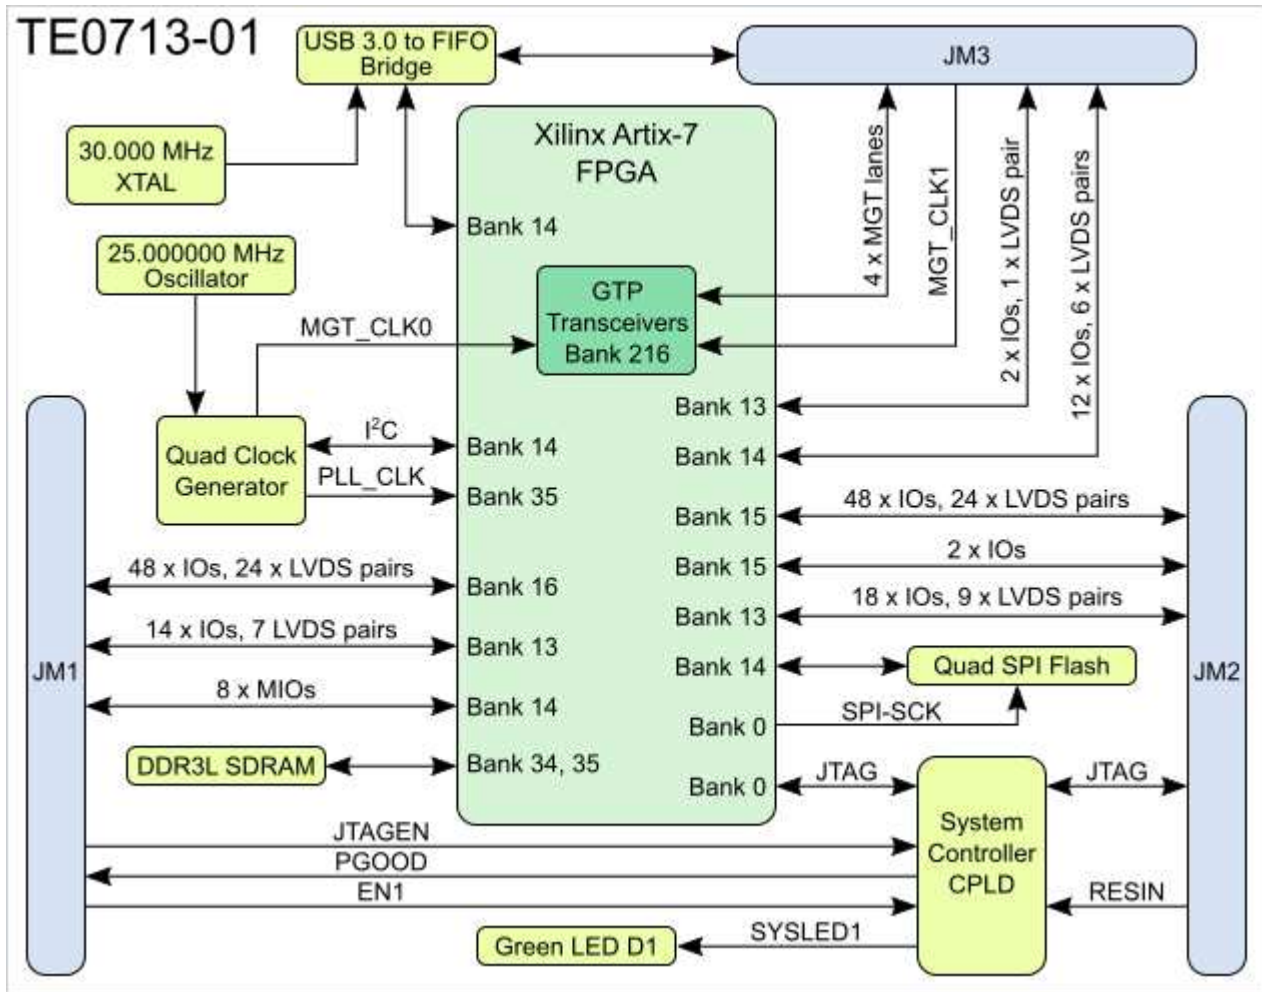 TE0713-01
USB 3.0 to FIFO
Bridge
JM3
30.000 MHz
XTAL
Xilinx Artix-7
FPGA
4 x MGT lanes
MGT_CLK1
2 x IOs, 1 x LVDS pair
12 x IOs, 6 x LVDS pairs
Bank 14
25.000000 MHz
Oscillator
GTP
Transceivers
Bank 216
MGT_CLK0
Bank 13
Quad Clock
Generator
I²C
Bank 14
Bank 14
PLL_CLK
Bank 35
48 x IOs, 24 x LVDS pairs
Bank 15
2 x IOs
Bank 15
48 x IOs, 24 x LVDS pairs
Bank 16
18 x IOs, 9 x LVDS pairs
Bank 13
14 x IOs, 7 LVDS pairs
Bank 13
Bank 14
Quad SPI Flash
JM1
JM2
8 x MIOs
Bank 14
Bank 0
SPI-SCK
DDR3L SDRAM
Bank 34, 35
Bank 0
JTAG
JTAG
System
Controller
CPLD
JTAGEN
PGOOD
EN1
RESIN
Green LED D1
SYSLED1